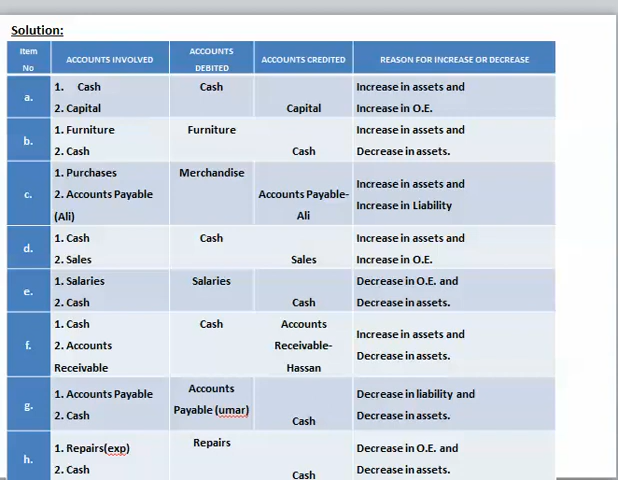 Solution:
Item No | ACCOUNTS INVOLVED | ACCOUNTS DEBITED | ACCOUNTS CREDITED | REASON FOR INCREASE OR DECREASE
a.
1. Cash
2. Capital
Cash
Capital
Increase in assets and
Increase in O.E.
b.
1. Furniture
2. Cash
Furniture
Cash
Increase in assets and
Decrease in assets.
c.
1. Purchases
2. Accounts Payable
(Ali)
Merchandise
Accounts Payable-
Ali
Increase in assets and
Increase in Liability
d.
1. Cash
2. Sales
Cash
Sales
Increase in assets and
Increase in O.E.
e.
1. Salaries
2. Cash
Salaries
Cash
Decrease in O.E. and
Decrease in assets.
f.
1. Cash
2. Accounts
Receivable
Cash
Accounts
Receivable-
Hassan
Increase in assets and
Decrease in assets.
g.
1. Accounts Payable
2. Cash
Accounts
Payable (umar)
Cash
Decrease in liability and
Decrease in assets.
h.
1. Repairs(exp)
2. Cash
Repairs
Cash
Decrease in O.E. and
Decrease in assets.